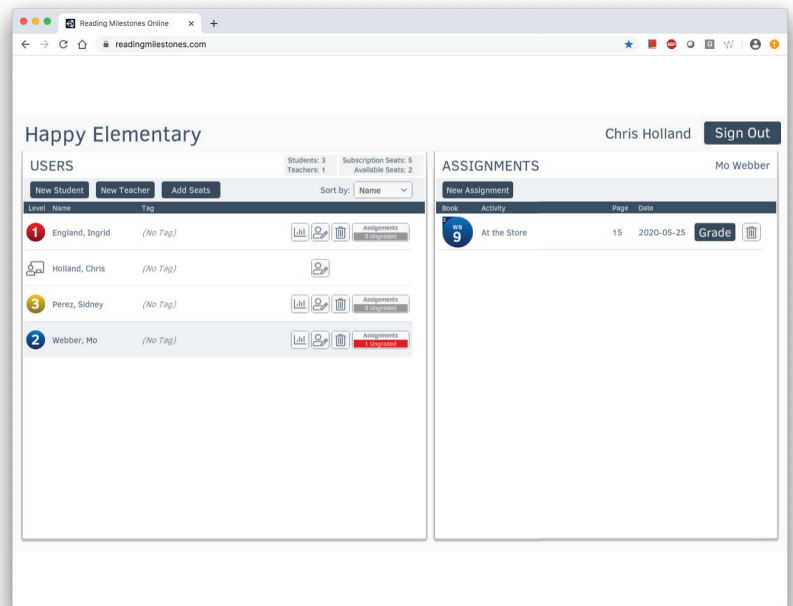 Reading Milestones Online
readingmilestones.com
ABP
G
W
Happy Elementary
Chris Holland
Sign Out
USERS
Students: 3
Teachers: 1
Subscription Seats: 5
Available Seats: 2
New Student
New Teacher
Add Seats
Sort by:
Name
Level Name Tag
1 England, Ingrid (No Tag) Assignments
0 Ungraded
Holland, Chris (No Tag)
3 Perez, Sidney (No Tag) Assignments
0 Ungraded
2 Webber, Mo (No Tag) Assignments
1 Ungraded
ASSIGNMENTS
Mo Webber
New Assignment
Book Activity Page Date
2
WB
9 At the Store 15 2020-05-25 Grade